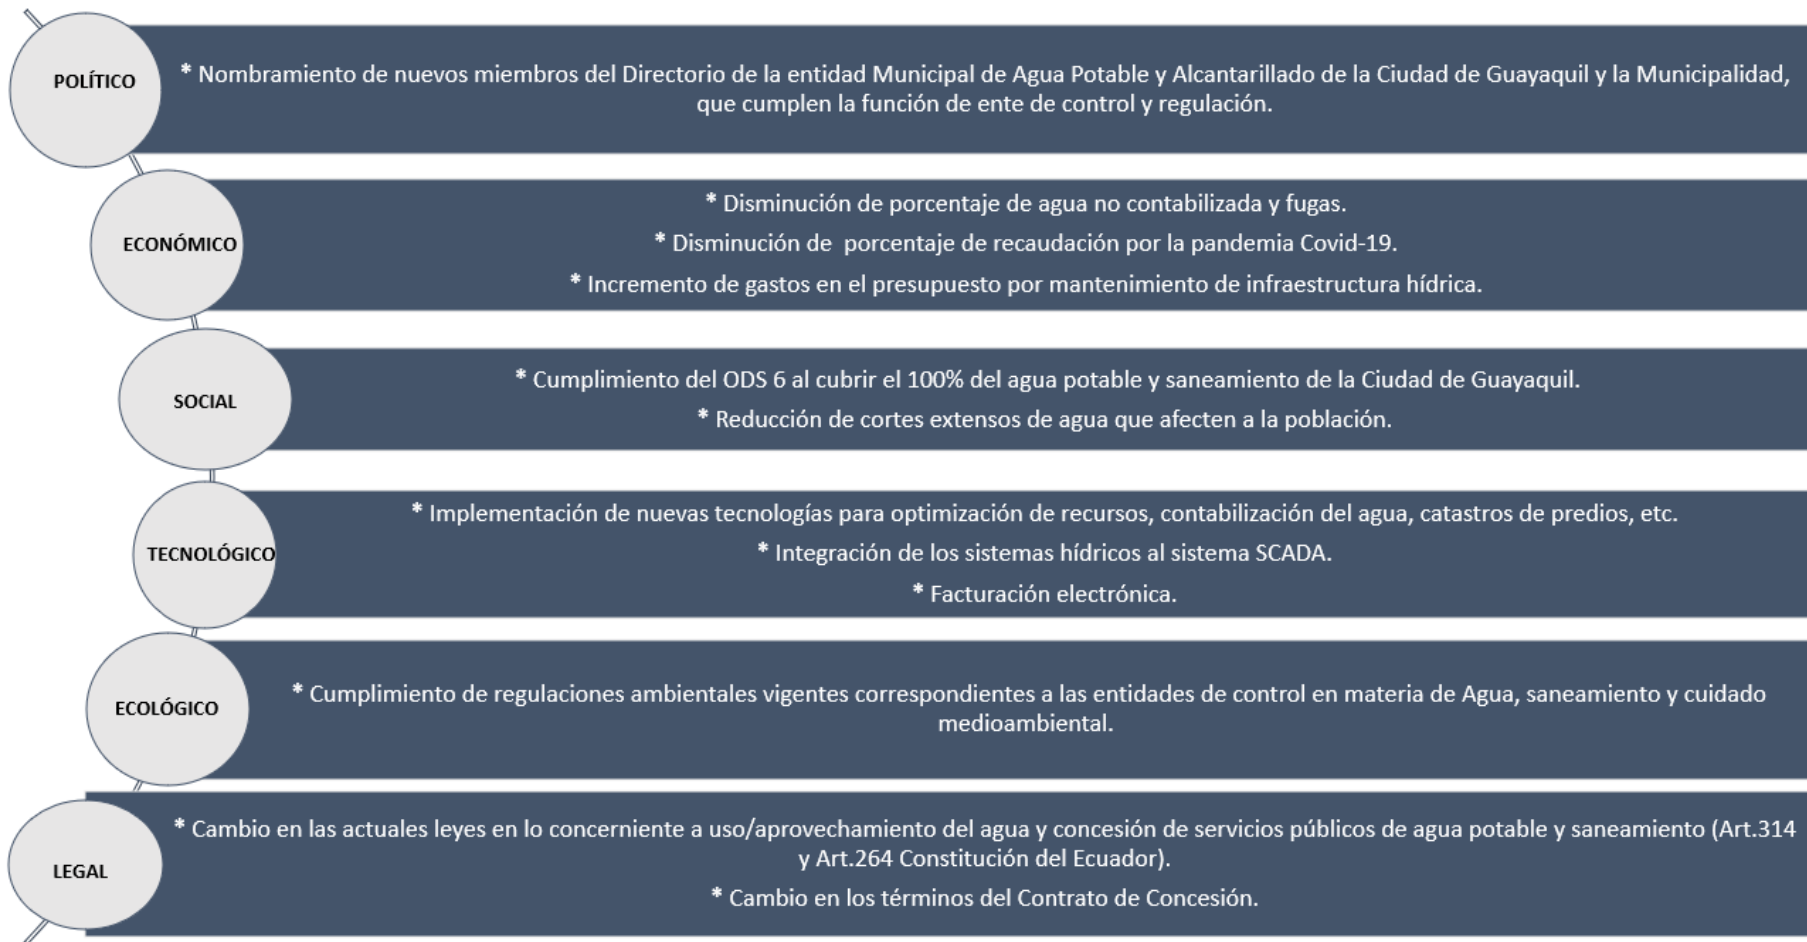 POLÍTICO
* Nombramiento de nuevos miembros del Directorio de la entidad Municipal de Agua Potable y Alcantarillado de la Ciudad de Guayaquil y la Municipalidad,
que cumplen la función de ente de control y regulación.
ECONÓMICO
* Disminución de porcentaje de agua no contabilizada y fugas.
* Disminución de porcentaje de recaudación por la pandemia Covid-19.
* Incremento de gastos en el presupuesto por mantenimiento de infraestructura hídrica.
SOCIAL
* Cumplimiento del ODS 6 al cubrir el 100% del agua potable y saneamiento de la Ciudad de Guayaquil.
* Reducción de cortes extensos de agua que afecten a la población.
TECNOLÓGICO
* Implementación de nuevas tecnologías para optimización de recursos, contabilización del agua, catastros de predios, etc.
* Integración de los sistemas hídricos al sistema SCADA.
* Facturación electrónica.
ECOLÓGICO
* Cumplimiento de regulaciones ambientales vigentes correspondientes a las entidades de control en materia de Agua, saneamiento y cuidado
medioambiental.
LEGAL
* Cambio en las actuales leyes en lo concerniente a uso/aprovechamiento del agua y concesión de servicios públicos de agua potable y saneamiento (Art.314
y Art.264 Constitución del Ecuador).
* Cambio en los términos del Contrato de Concesión.